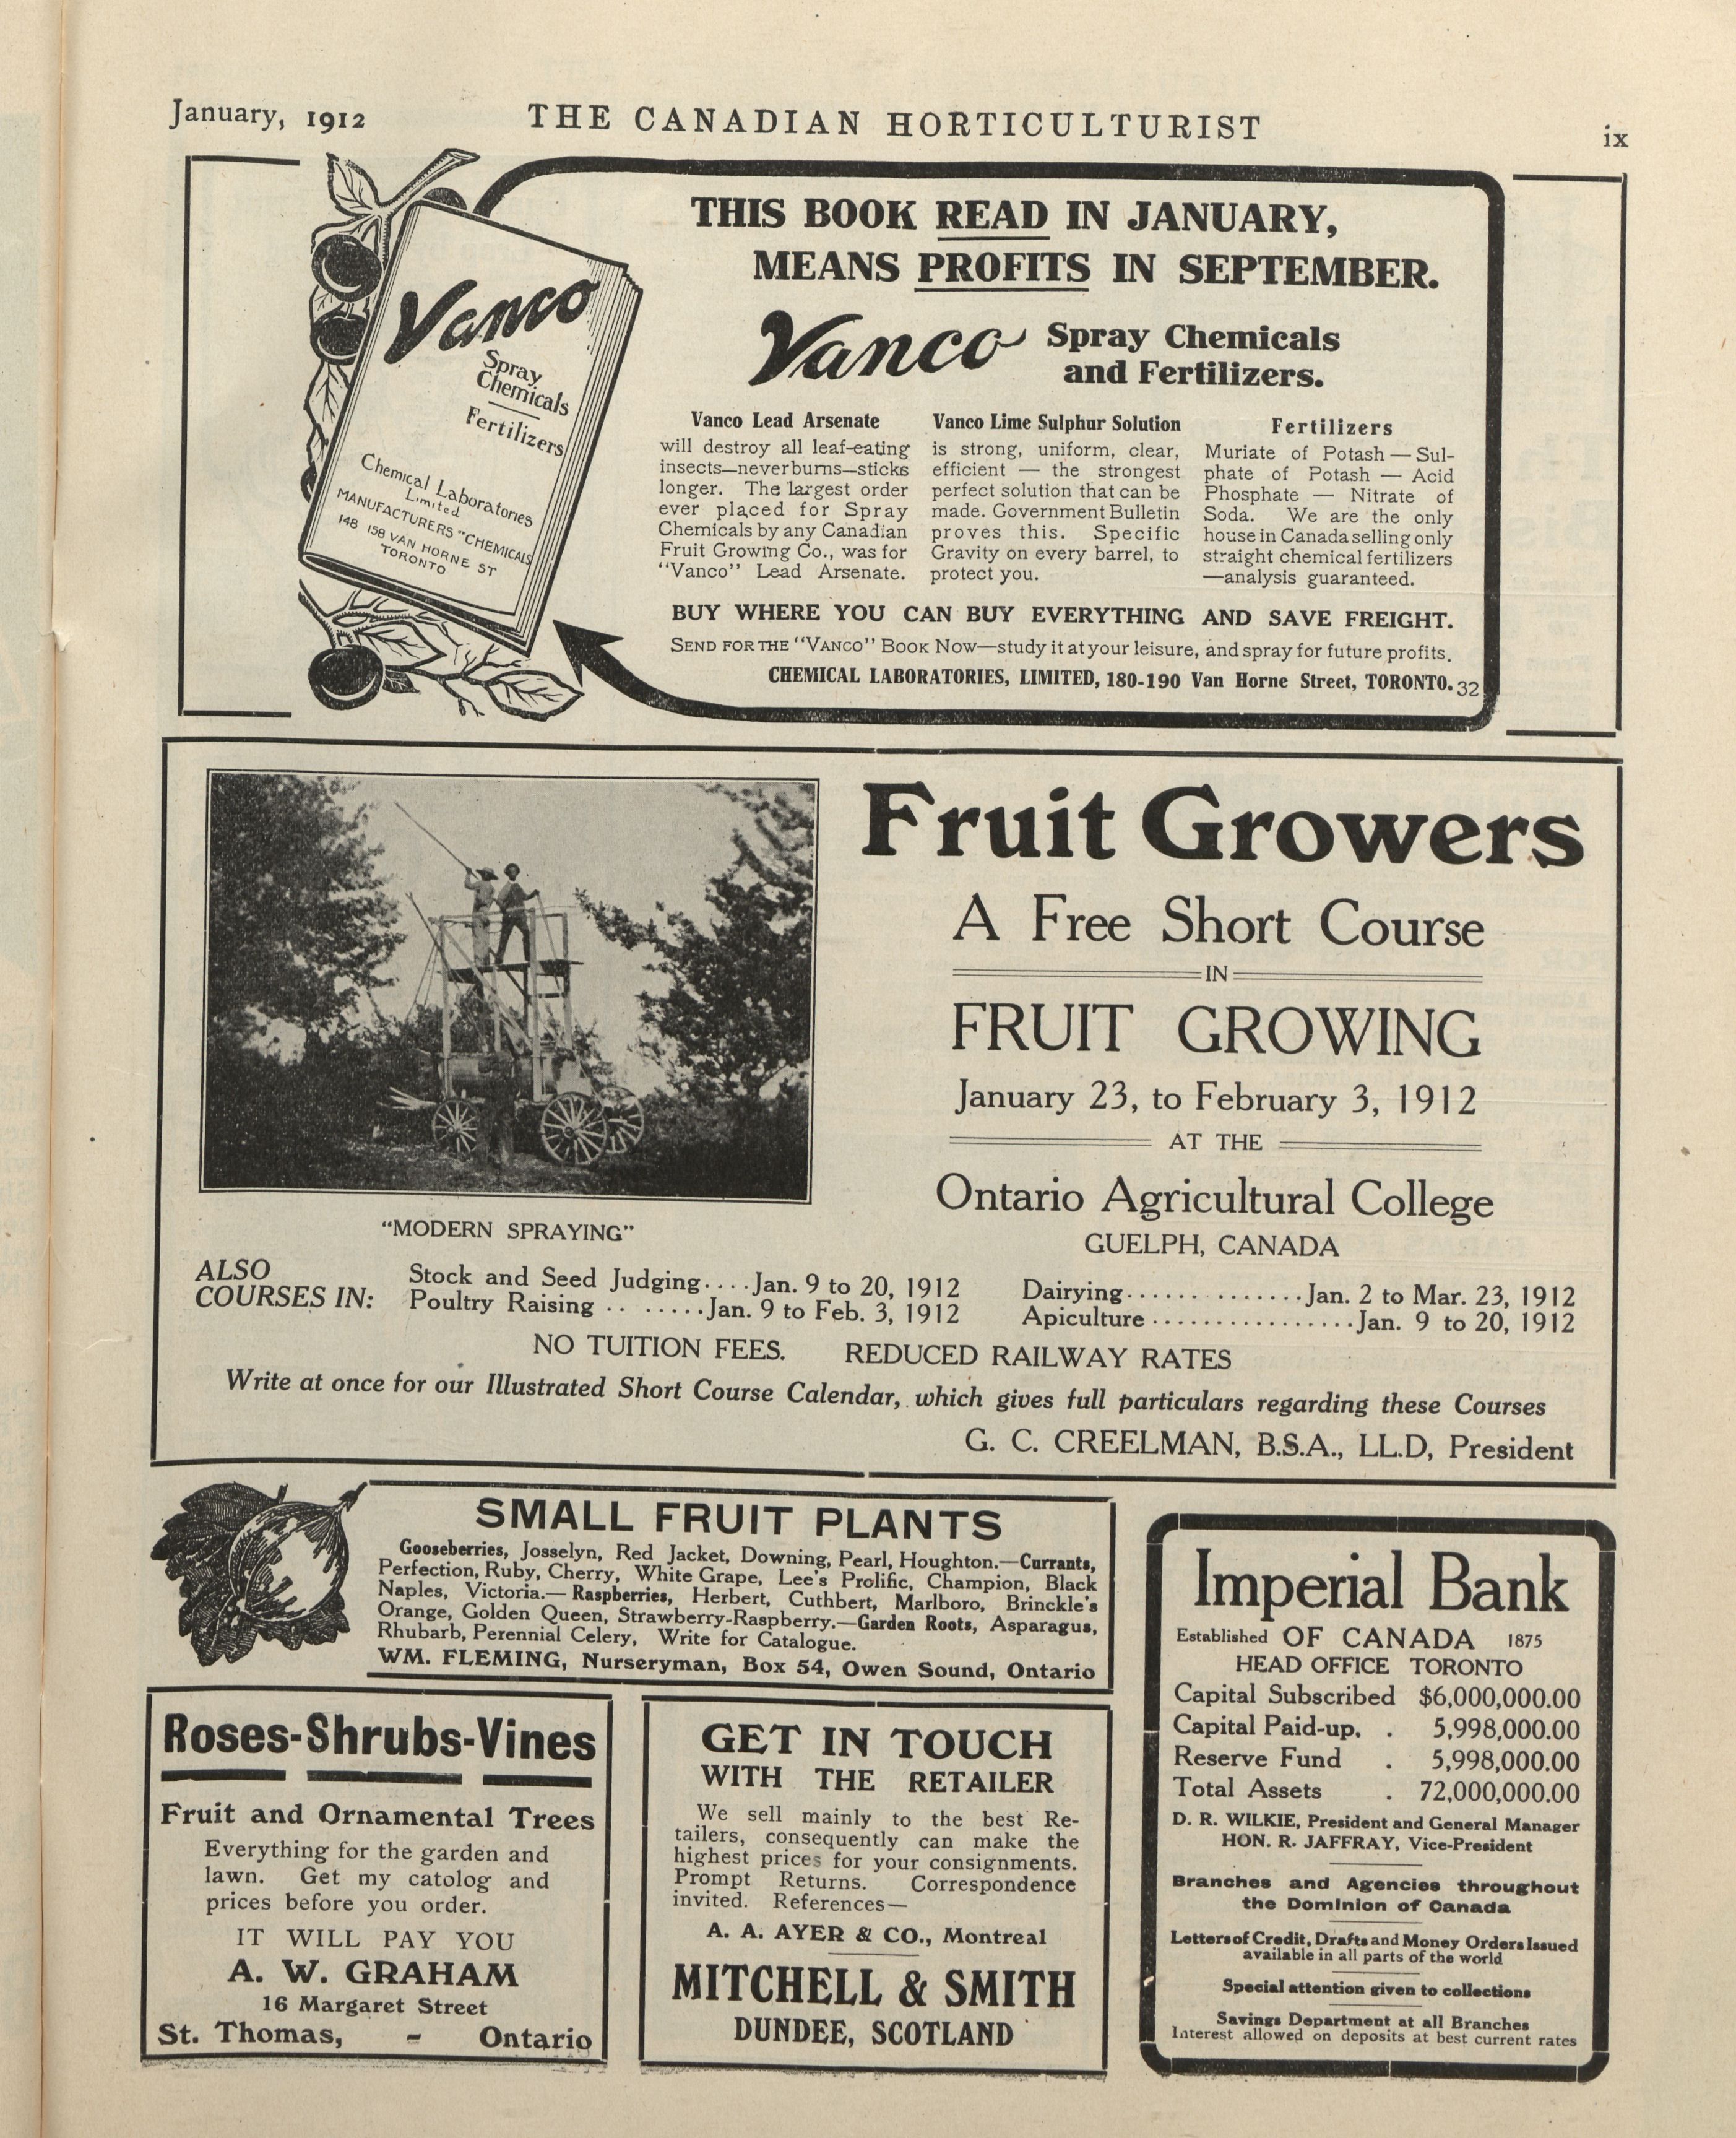 January, 1912
THE CANADIAN HORTICULTURIST
ix
Vanco
Spray
Chemicals
Fertilizers
Chemical Laboratories
Limited
MANUFACTURERS "CHEMICALS
148 158 VAN HORNE ST
TORONTO
THIS BOOK READ IN JANUARY,
MEANS PROFITS IN SEPTEMBER.
Vanco Spray Chemicals
and Fertilizers.
Vanco Lead Arsenate
will destroy all leaf-eating
insects—never burns—sticks
longer. The largest order
ever placed for Spray
Chemicals by any Canadian
Fruit Growing Co., was for
"Vanco" Lead Arsenate.
Vanco Lime Sulphur Solution
is strong, uniform, clear,
efficient — the strongest
perfect solution that can be
made. Government Bulletin
proves this. Specific
Gravity on every barrel, to
protect you.
Fertilizers
Muriate of Potash — Sul-
phate of Potash — Acid
Phosphate — Nitrate of
Soda. We are the only
house in Canada selling only
straight chemical fertilizers
—analysis guaranteed.
BUY WHERE YOU CAN BUY EVERYTHING AND SAVE FREIGHT.
SEND FOR THE "VANCO" BOOK NOW—study it at your leisure, and spray for future profits.
CHEMICAL LABORATORIES, LIMITED, 180-190 Van Horne Street, TORONTO. 32
"MODERN SPRAYING"
Fruit Growers
A Free Short Course
IN
FRUIT GROWING
January 23, to February 3, 1912
AT THE
Ontario Agricultural College
GUELPH, CANADA
ALSO
COURSES IN:
Stock and Seed Judging....Jan. 9 to 20, 1912
Poultry Raising .. ......Jan. 9 to Feb. 3, 1912
Dairying..............Jan. 2 to Mar. 23, 1912
Apiculture ................Jan. 9 to 20, 1912
NO TUITION FEES. REDUCED RAILWAY RATES
Write at once for our Illustrated Short Course Calendar, which gives full particulars regarding these Courses
G. C. CREELMAN, B.S.A., LL.D, President
SMALL FRUIT PLANTS
Gooseberries, Josselyn, Red Jacket, Downing, Pearl, Houghton.—Currants,
Perfection, Ruby, Cherry, White Grape, Lee's Prolific, Champion, Black
Naples, Victoria.—Raspberries, Herbert, Cuthbert, Marlboro, Brinckle's
Orange, Golden Queen, Strawberry-Raspberry.—Garden Roots, Asparagus,
Rhubarb, Perennial Celery, Write for Catalogue.
WM. FLEMING, Nurseryman, Box 54, Owen Sound, Ontario
Roses-Shrubs-Vines
Fruit and Ornamental Trees
Everything for the garden and
lawn. Get my catolog and
prices before you order.
IT WILL PAY YOU
A. W. GRAHAM
16 Margaret Street
St. Thomas, - Ontario
GET IN TOUCH
WITH THE RETAILER
We sell mainly to the best Re-
tailers, consequently can make the
highest prices for your consignments.
Prompt Returns. Correspondence
invited. References—
A. A. AYER & CO., Montreal
MITCHELL & SMITH
DUNDEE, SCOTLAND
Imperial Bank
Established OF CANADA 1875
HEAD OFFICE TORONTO
Capital Subscribed $6,000,000.00
Capital Paid-up. . 5,998,000.00
Reserve Fund . 5,998,000.00
Total Assets . 72,000,000.00
D. R. WILKIE, President and General Manager
HON. R. JAFFRAY, Vice-President
Branches and Agencies throughout
the Dominion of Canada
Letters of Credit, Drafts and Money Orders Issued
available in all parts of the world
Special attention given to collections
Savings Department at all Branches
Interest allowed on deposits at best current rates